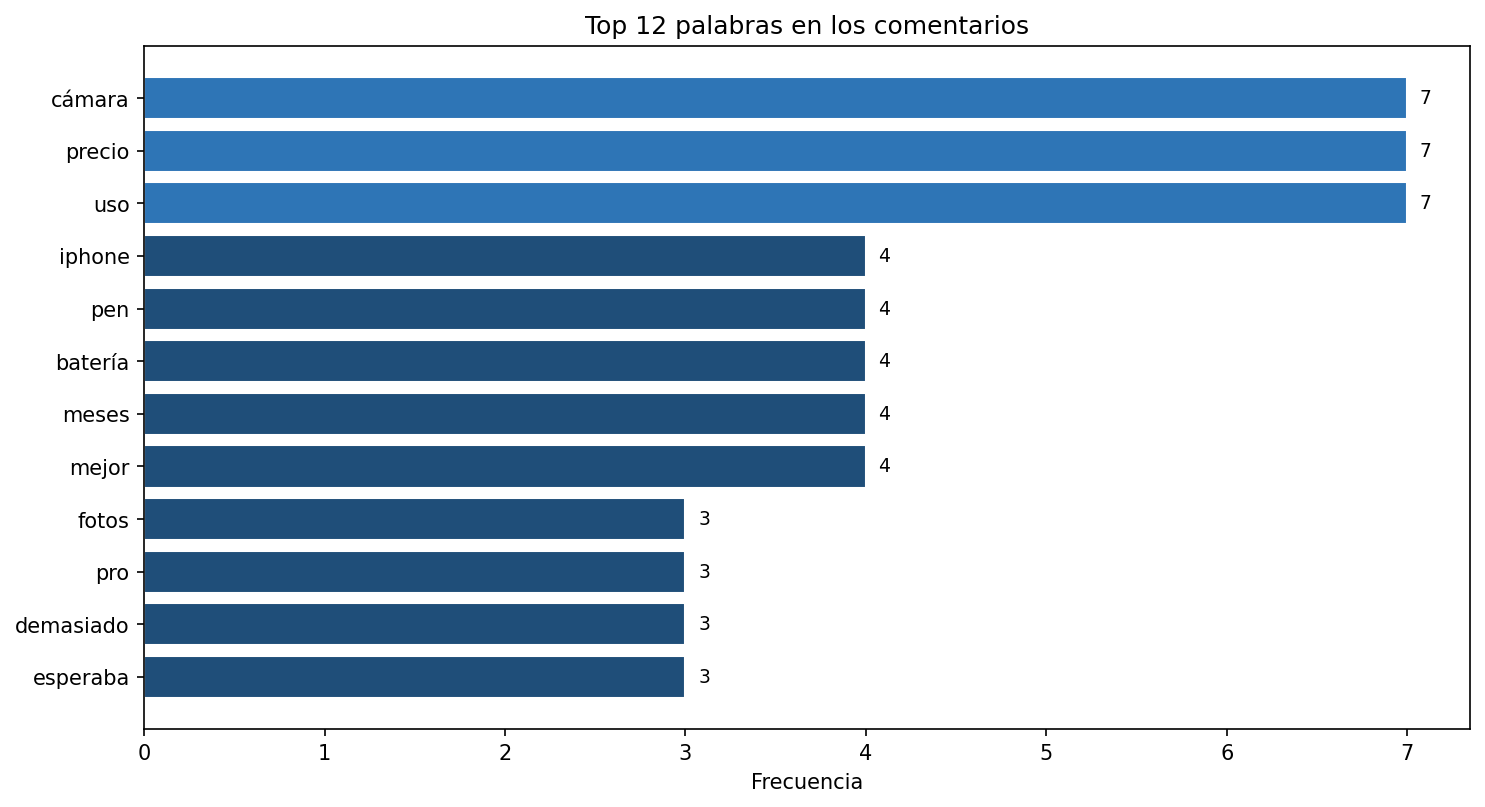 Top 12 palabras en los comentarios
cámara 7
precio 7
uso 7
iphone 4
pen 4
batería 4
meses 4
mejor 4
fotos 3
pro 3
demasiado 3
esperaba 3
0 1 2 3 4 5 6 7
Frecuencia